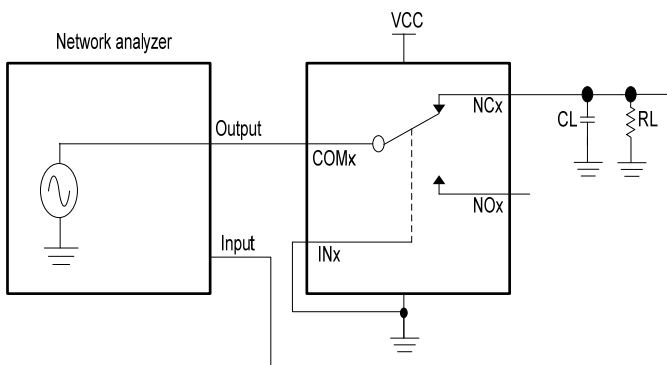 VCC
Network analyzer
Output
COMx
NCx
CL
RL
NOx
Input
INx